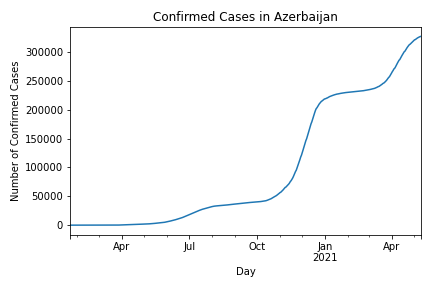 Confirmed Cases in Azerbaijan
Number of Confirmed Cases
300000
250000
200000
150000
100000
50000
0
Apr Jul Oct Jan Apr
2021
Day